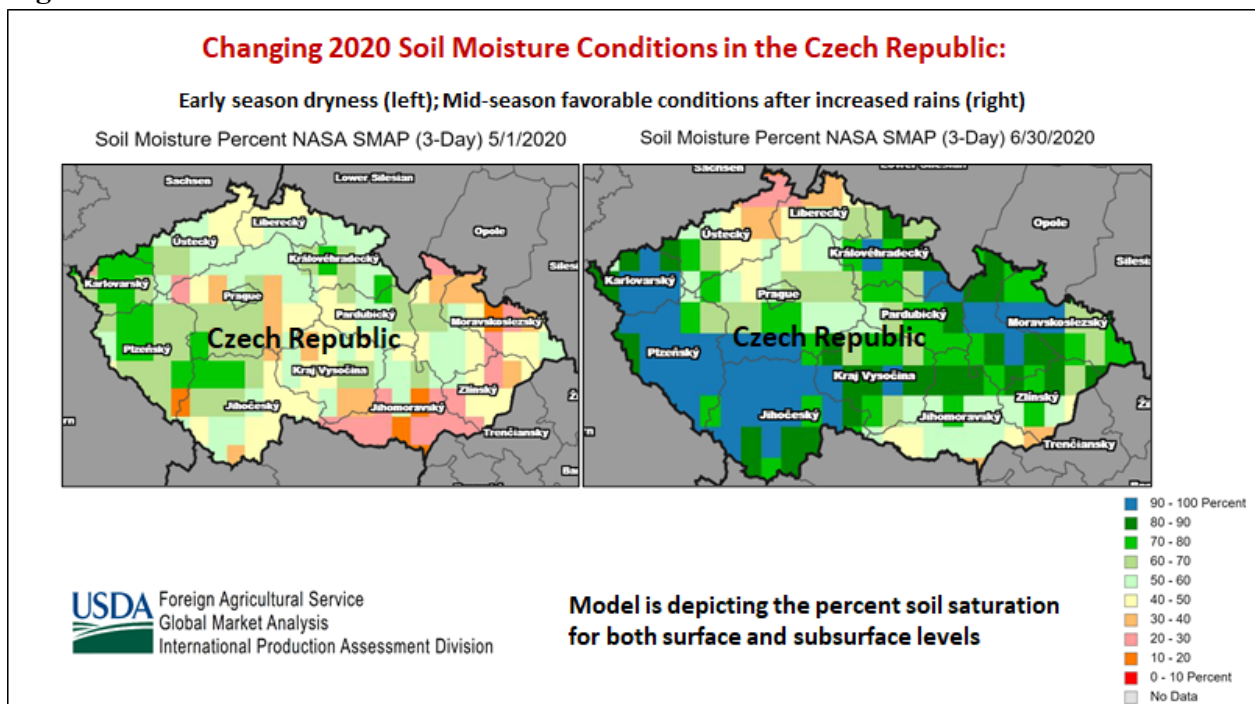 Changing 2020 Soil Moisture Conditions in the Czech Republic:
Early season dryness (left); Mid-season favorable conditions after increased rains (right)
Soil Moisture Percent NASA SMAP (3-Day) 5/1/2020
Soil Moisture Percent NASA SMAP (3-Day) 6/30/2020
Sachsen
Lower Silesian
Liberecký
Ústecký
Opole
Královéhradecký
Karlovarský
Prague
Pardubický
Moravskoslezský
Czech Republic
Plzeňský
Kraj Vysočina
Zlínský
Jihočeský
Jihomoravský
Trenčiansky
Liberecký
Opole
Ústecký
Královéhradecký
Karlovarský
Prague
Pardubický
Moravskoslezský
Czech Republic
Plzeňský
Kraj Vysočina
Zlínský
Jihočeský
Jihomoravský
Trenčiansky
90 - 100 Percent
80 - 90
70 - 80
60 - 70
50 - 60
40 - 50
30 - 40
20 - 30
10 - 20
0 - 10 Percent
No Data
USDA
Foreign Agricultural Service
Global Market Analysis
International Production Assessment Division
Model is depicting the percent soil saturation
for both surface and subsurface levels